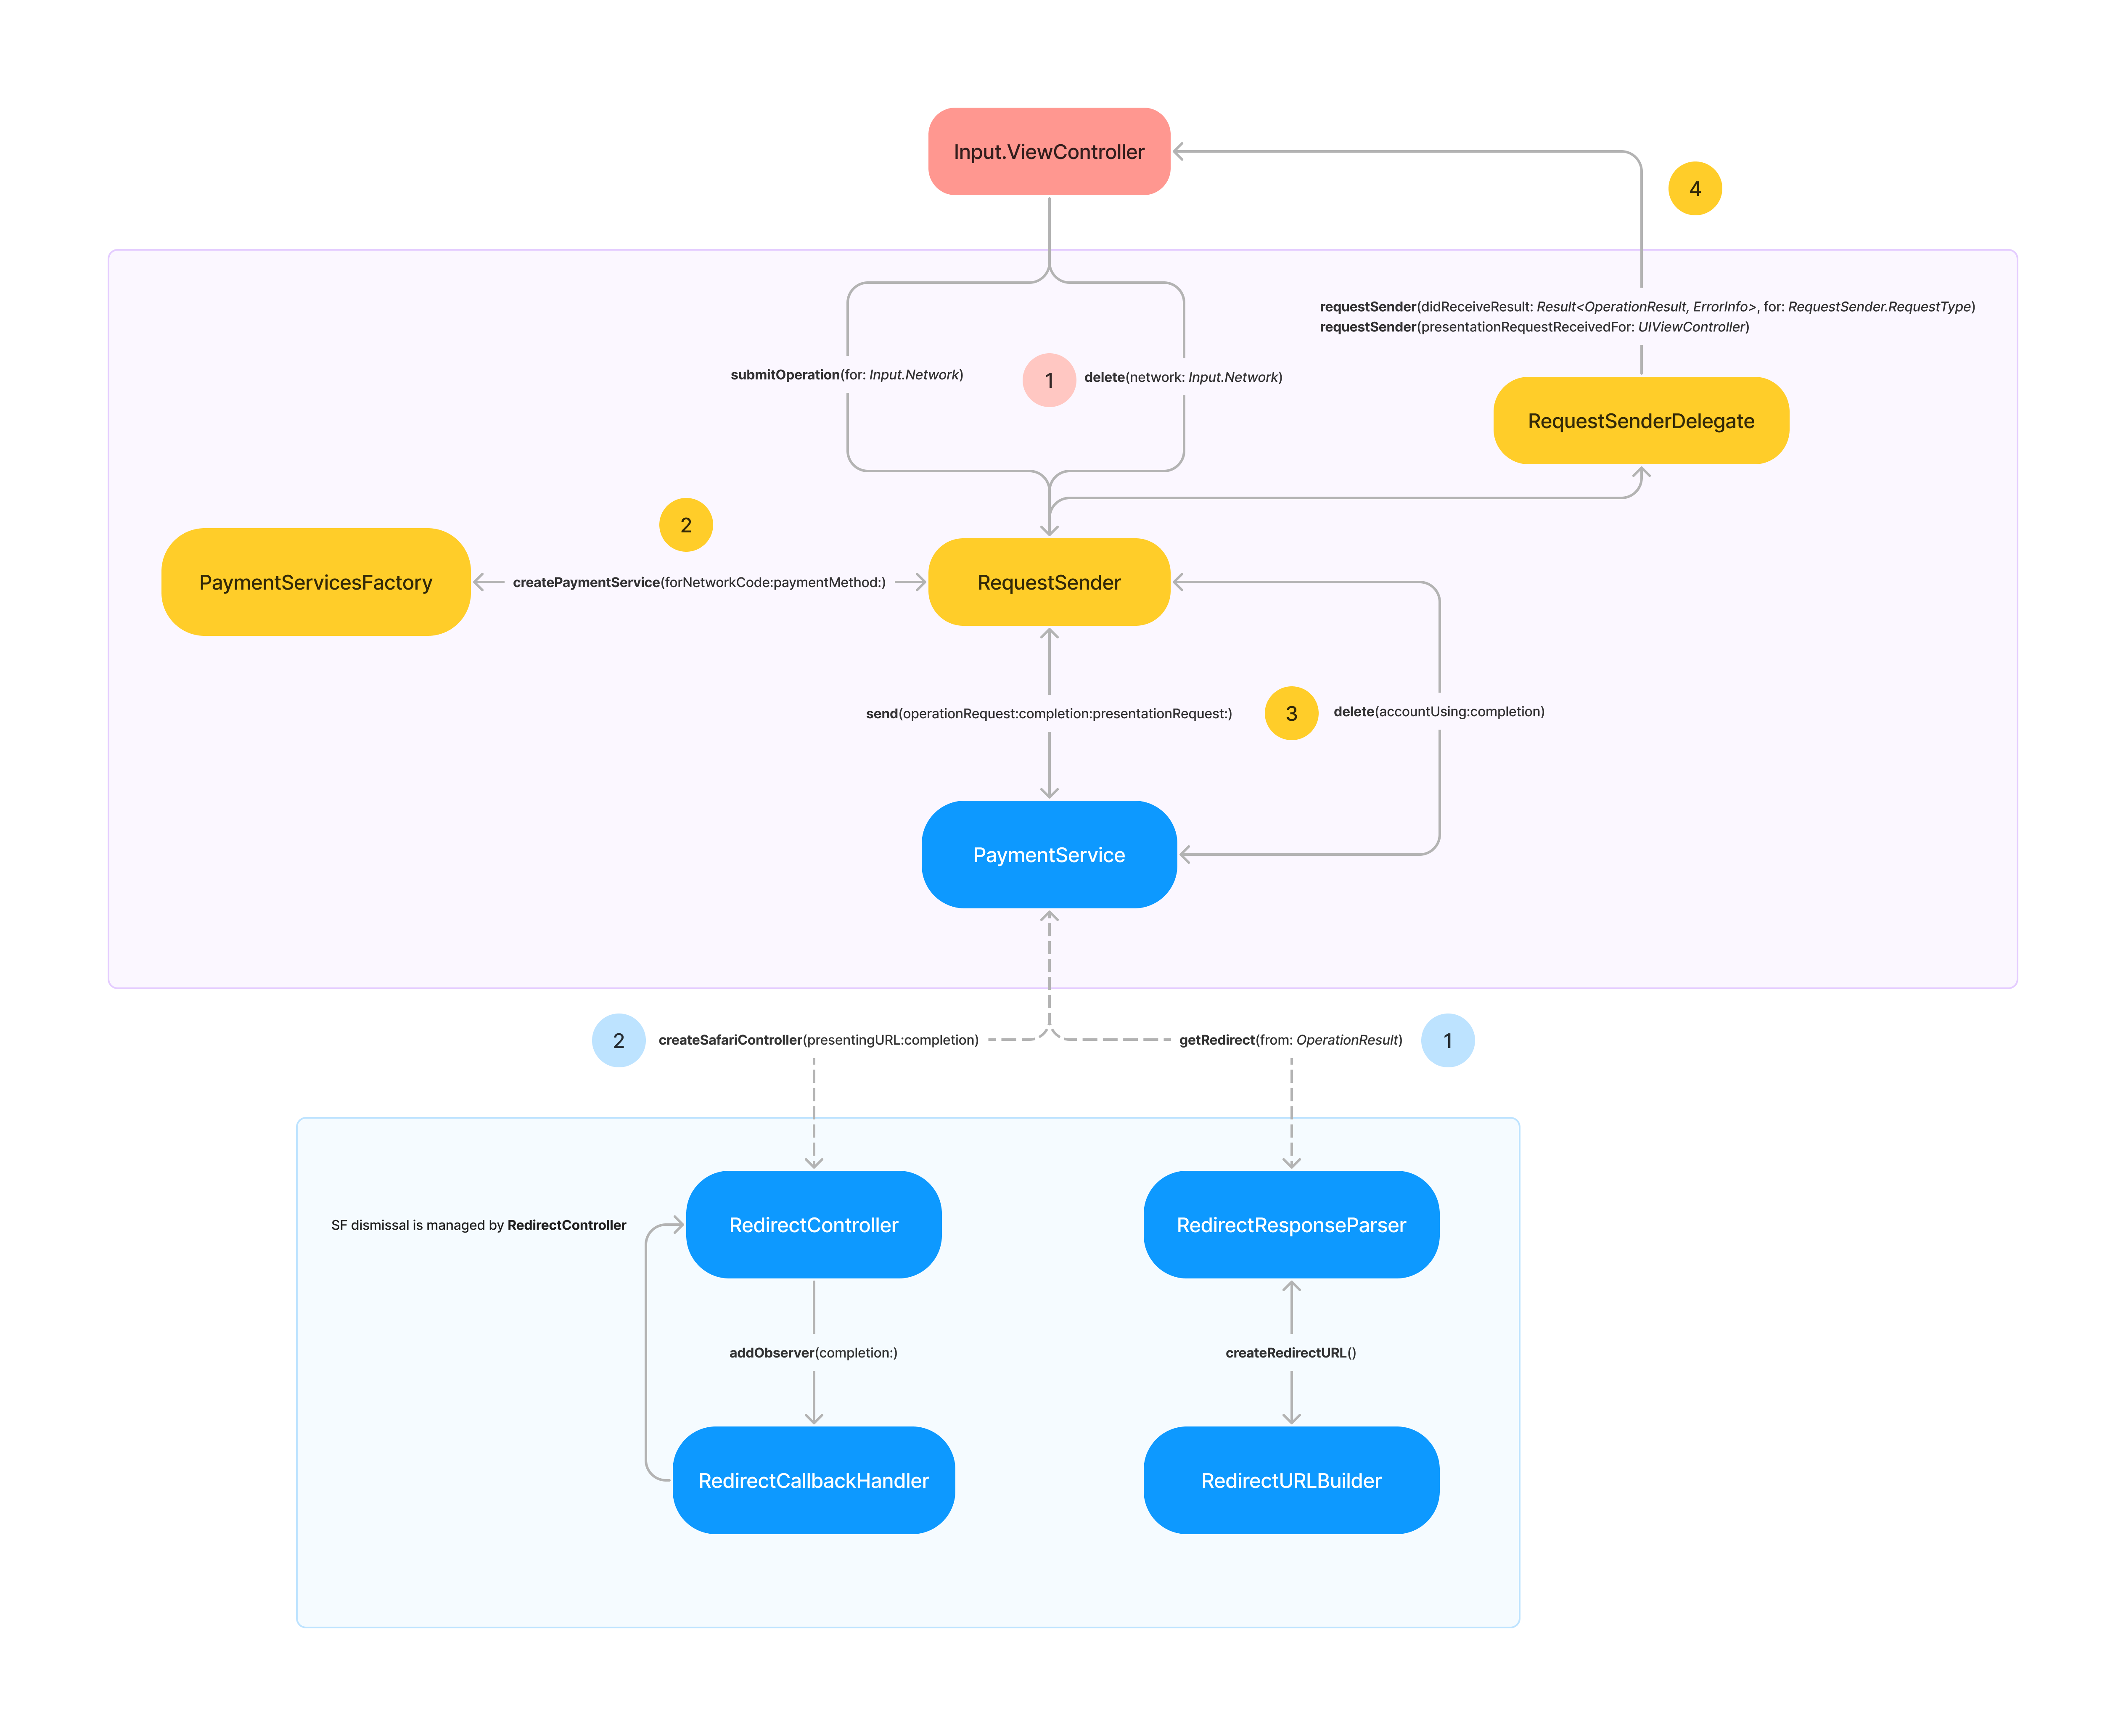 Input.ViewController
4
requestSender(didReceiveResult: Result<OperationResult, ErrorInfo>, for: RequestSender.RequestType)
requestSender(presentationRequestReceivedFor: UIViewController)
submitOperation(for: Input.Network)
1
delete(network: Input.Network)
RequestSenderDelegate
2
PaymentServicesFactory
createPaymentService(forNetworkCode:paymentMethod:)
RequestSender
send(operationRequest:completion:presentationRequest:)
3
delete(accountUsing:completion)
PaymentService
2
createSafariController(presentingURL:completion)
getRedirect(from: OperationResult)
1
SF dismissal is managed by RedirectController
RedirectController
RedirectResponseParser
addObserver(completion:)
createRedirectURL()
RedirectCallbackHandler
RedirectURLBuilder